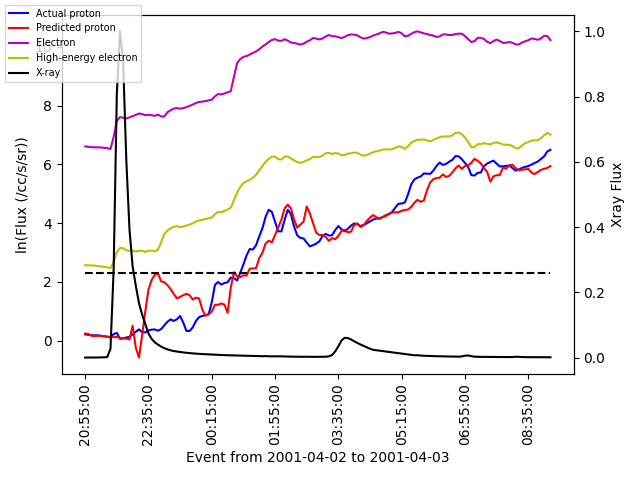 Actual proton
Predicted proton
Electron
High-energy electron
X-ray
ln(Flux (/cc/s/sr))
10
8
6
4
2
0
1.0
0.8
0.6
0.4
0.2
0.0
Xray Flux
20:55:00
22:35:00
00:15:00
01:55:00
03:35:00
05:15:00
06:55:00
08:35:00
Event from 2001-04-02 to 2001-04-03